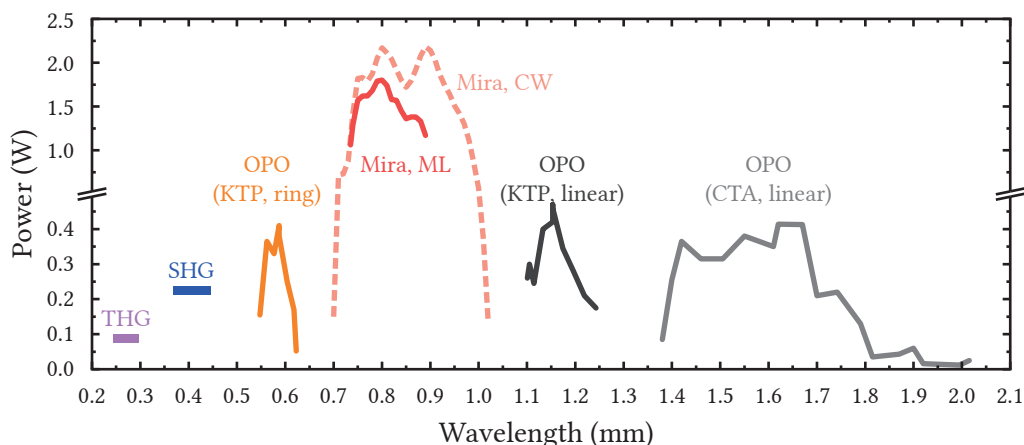 2.5
2.0
1.5
1.0
0.4
0.3
0.2
0.1
0.0
Power (W)
Mira, CW
Mira, ML
OPO
(KTP, ring)
OPO
(KTP, linear)
OPO
(CTA, linear)
SHG
THG
0.2 0.3 0.4 0.5 0.6 0.7 0.8 0.9 1.0 1.1 1.2 1.3 1.4 1.5 1.6 1.7 1.8 1.9 2.0 2.1
Wavelength (mm)